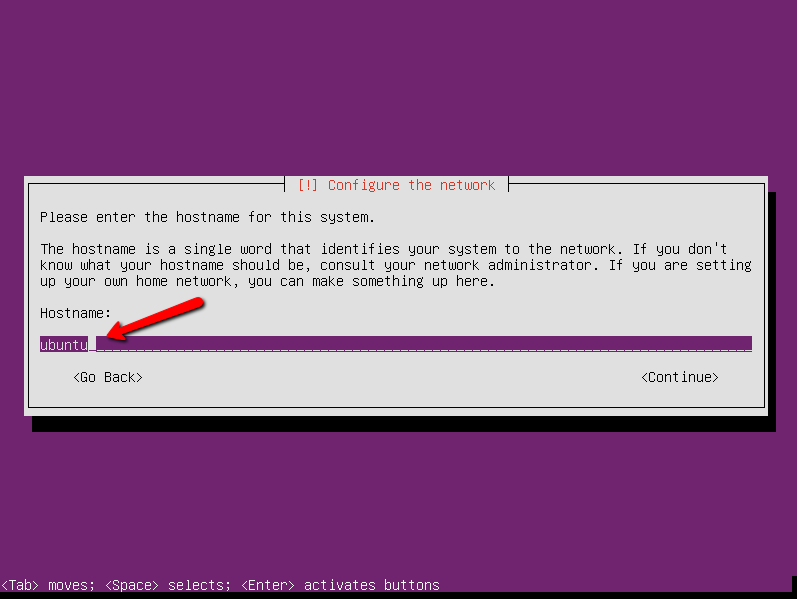 [!] Configure the network
Please enter the hostname for this system.
The hostname is a single word that identifies your system to the network. If you don't
know what your hostname should be, consult your network administrator. If you are setting
up your own home network, you can make something up here.
Hostname:
ubuntu
<Go Back> <Continue>
<Tab> moves; <Space> selects; <Enter> activates buttons